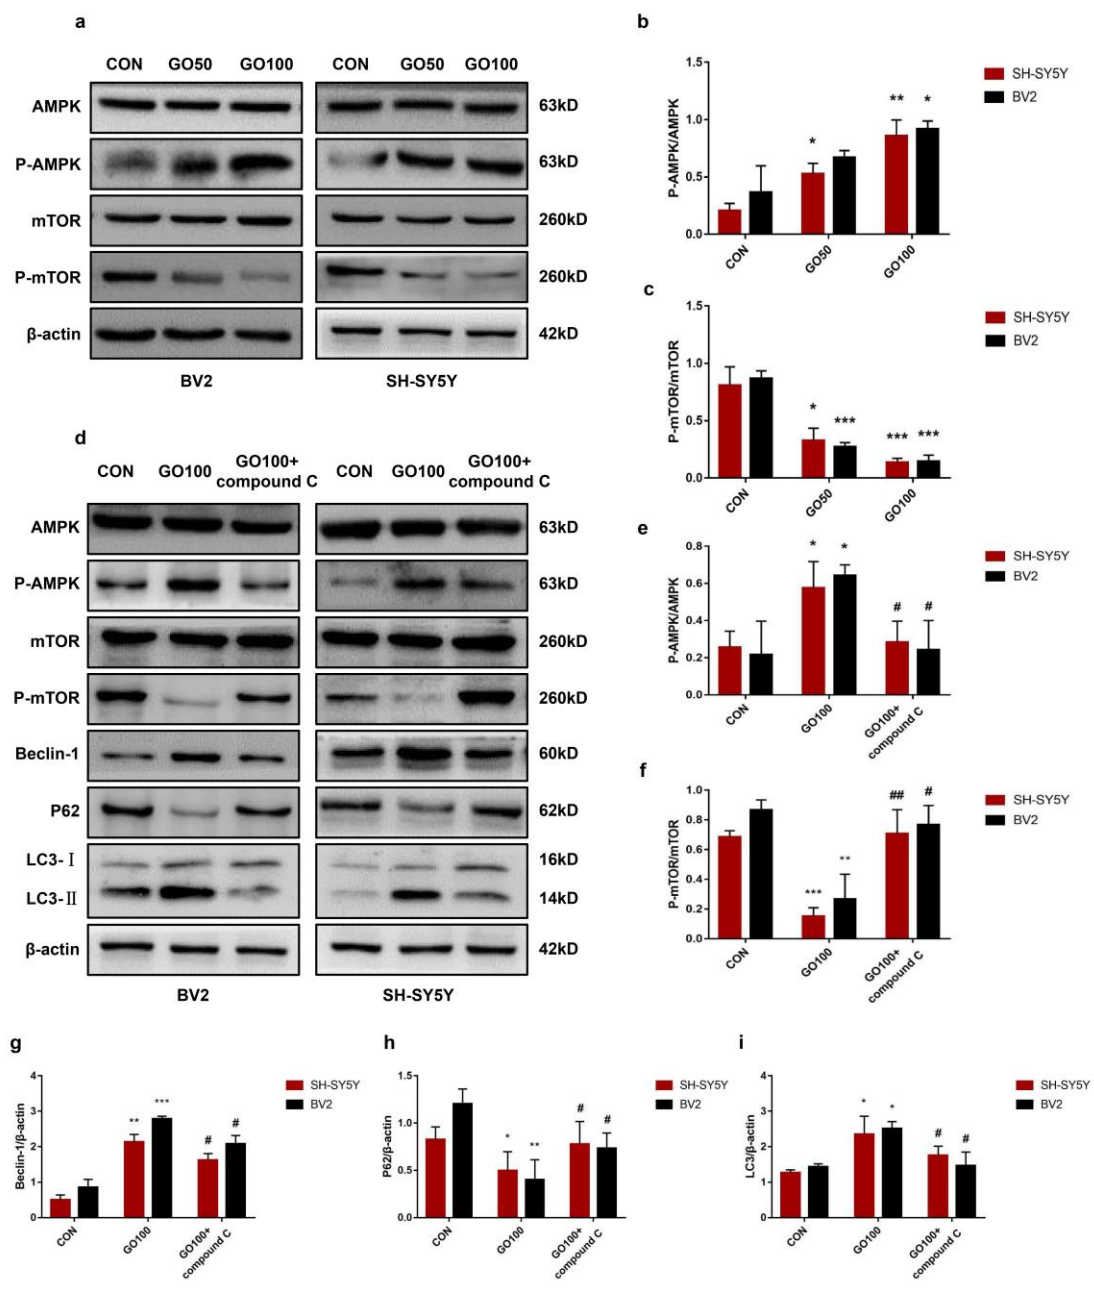 a
CON GO50 GO100 CON GO50 GO100
AMPK 63kD
P-AMPK 63kD
mTOR 260kD
P-mTOR 260kD
β-actin 42kD
BV2 SH-SY5Y
b
1.5
1.0
0.5
0.0
P-AMPK/AMPK
** *
*
CON GO50 GO100
SH-SY5Y
BV2
c
1.5
1.0
0.5
0.0
P-mTOR/mTOR
* *** *** ***
CON GO50 GO100
SH-SY5Y
BV2
d
CON GO100 GO100+
compound C
CON GO100 GO100+
compound C
AMPK 63kD
P-AMPK 63kD
mTOR 260kD
P-mTOR 260kD
Beclin-1 60kD
P62 62kD
LC3-Ⅰ 16kD
LC3-Ⅱ 14kD
β-actin 42kD
BV2 SH-SY5Y
e
0.8
0.6
0.4
0.2
0.0
P-AMPK/AMPK
* * # #
CON GO100 GO100+
compound C
SH-SY5Y
BV2
f
1.0
0.8
0.6
0.4
0.2
0.0
P-mTOR/mTOR
*** ** ## #
CON GO100 GO100+
compound C
SH-SY5Y
BV2
g
4
3
2
1
0
Beclin-1/β-actin
** *** # #
CON GO100 GO100+
compound C
SH-SY5Y
BV2
h
1.5
1.0
0.5
0.0
P62/β-actin
* ** # #
CON GO100 GO100+
compound C
SH-SY5Y
BV2
i
4
3
2
1
0
LC3/β-actin
* * # #
CON GO100 GO100+
compound C
SH-SY5Y
BV2